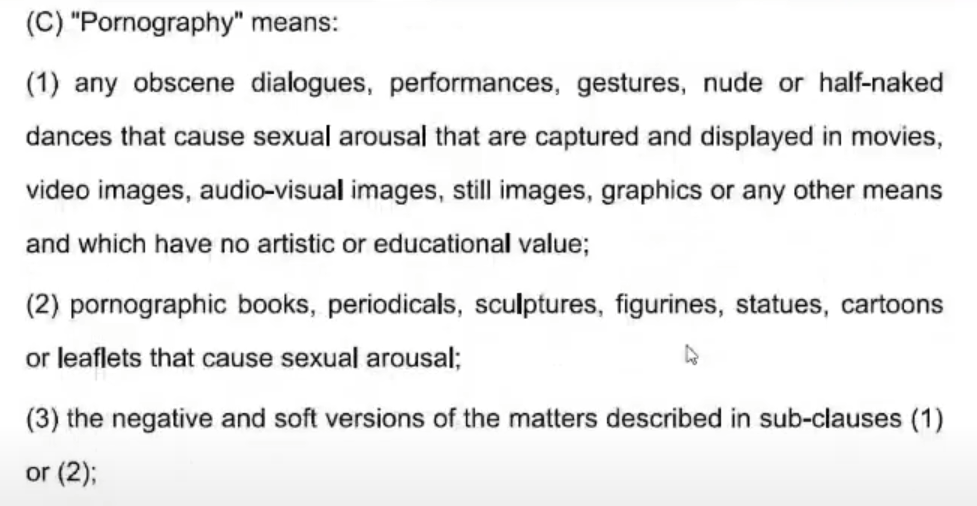 (C) "Pornography" means:
(1) any obscene dialogues, performances, gestures, nude or half-naked
dances that cause sexual arousal that are captured and displayed in movies,
video images, audio-visual images, still images, graphics or any other means
and which have no artistic or educational value;
(2) pornographic books, periodicals, sculptures, figurines, statues, cartoons
or leaflets that cause sexual arousal;
(3) the negative and soft versions of the matters described in sub-clauses (1)
or (2);